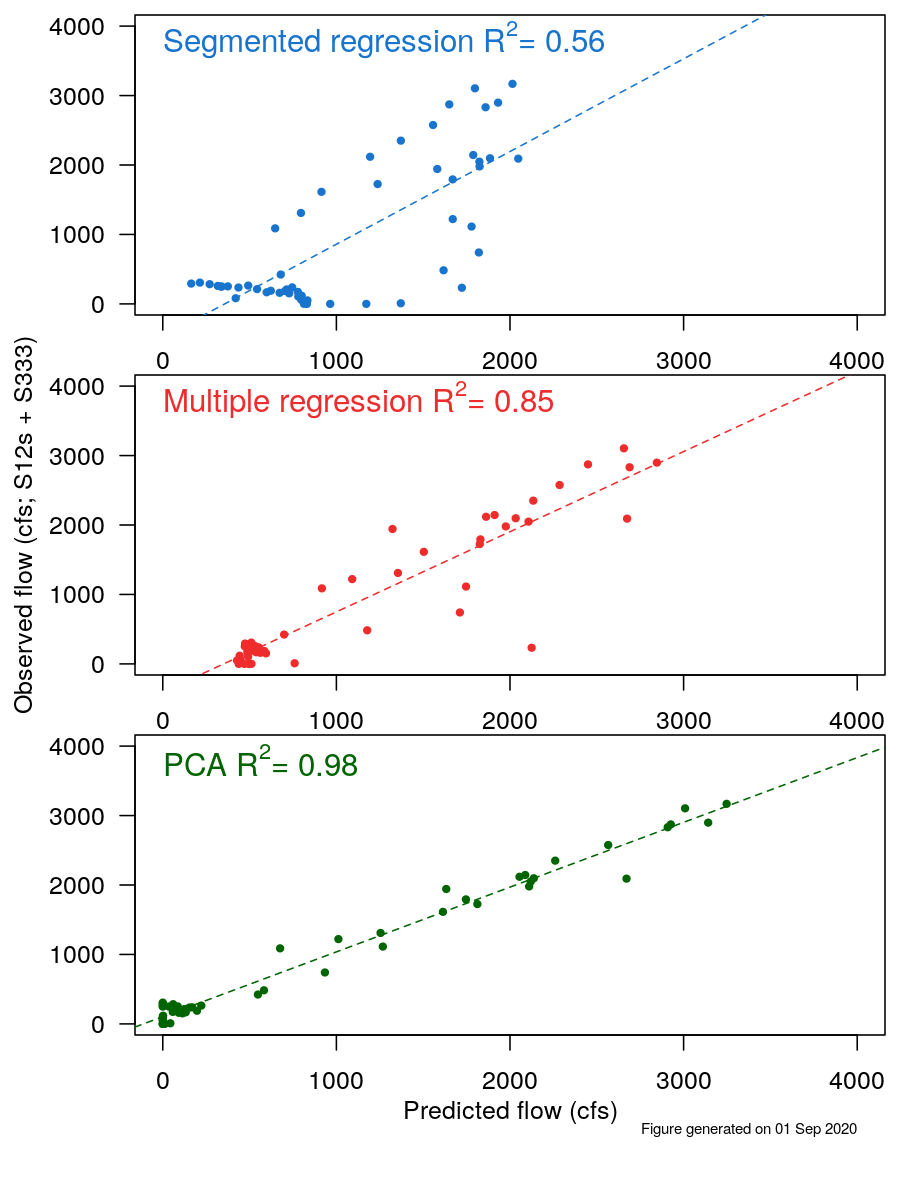 Observed flow (cfs; S12s + S333)
Segmented regression R²= 0.56
4000
3000
2000
1000
0
0 1000 2000 3000 4000
Multiple regression R²= 0.85
4000
3000
2000
1000
0
0 1000 2000 3000 4000
PCA R²= 0.98
4000
3000
2000
1000
0
0 1000 2000 3000 4000
Predicted flow (cfs)
Figure generated on 01 Sep 2020